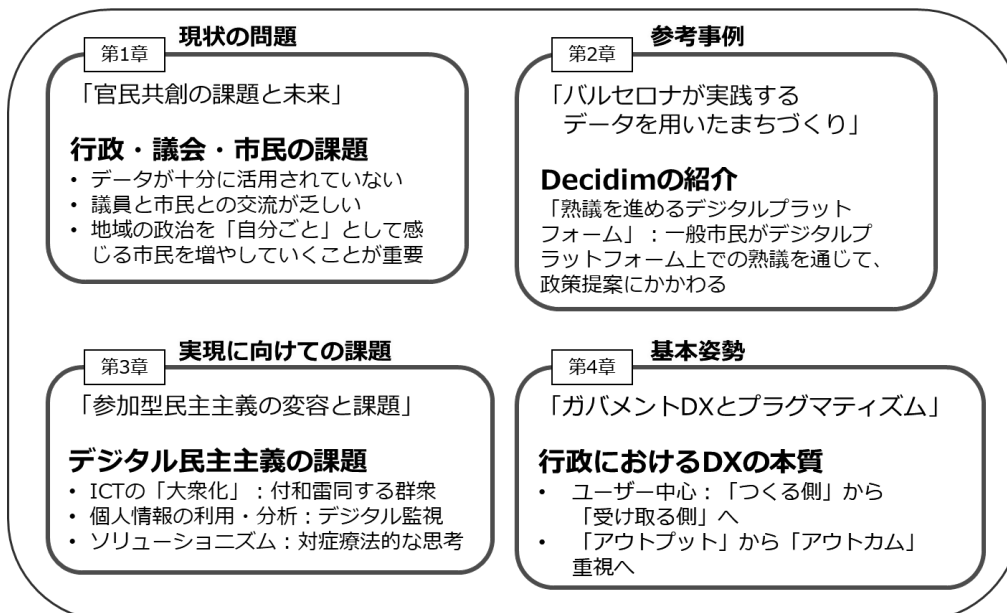 第1章
現状の問題
「官民共創の課題と未来」
行政・議会・市民の課題
• データが十分に活用されていない
• 議員と市民との交流が乏しい
• 地域の政治を「自分ごと」として感
じる市民を増やしていくことが重要
第2章
参考事例
「バルセロナが実践する
データを用いたまちづくり」
Decidimの紹介
「熟議を進めるデジタルプラット
フォーム」：一般市民がデジタルプ
ラットフォーム上での熟議を通じて、
政策提案にかかわる
第3章
実現に向けての課題
「参加型民主主義の変容と課題」
デジタル民主主義の課題
• ICTの「大衆化」：付和雷同する群衆
• 個人情報の利用・分析：デジタル監視
• ソリューショニズム：対症療法的な思考
第4章
基本姿勢
「ガバメントDXとプラグマティズム」
行政におけるDXの本質
• ユーザー中心：「つくる側」から
「受け取る側」へ
• 「アウトプット」から「アウトカム」
重視へ